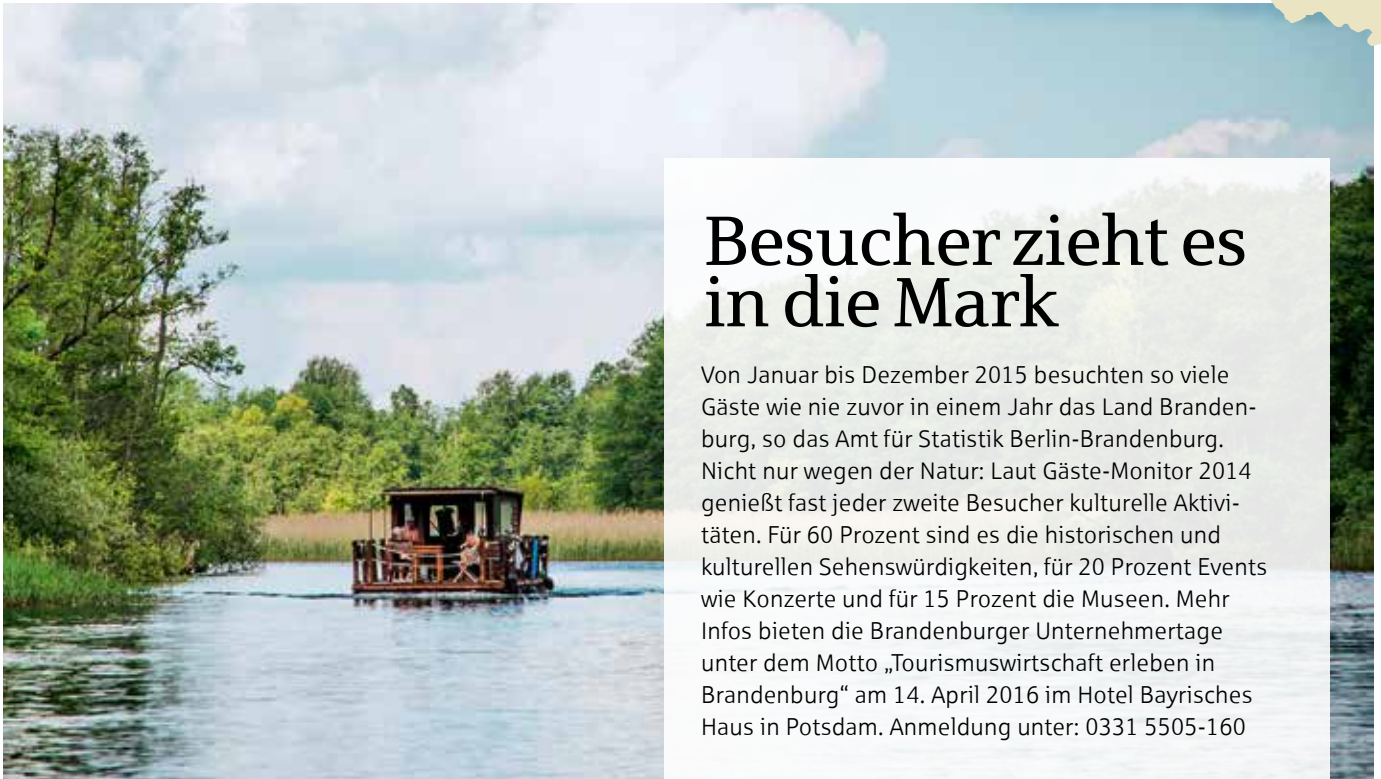 Besucher zieht es
in die Mark
Von Januar bis Dezember 2015 besuchten so viele
Gäste wie nie zuvor in einem Jahr das Land Branden-
burg, so das Amt für Statistik Berlin-Brandenburg.
Nicht nur wegen der Natur: Laut Gäste-Monitor 2014
genießt fast jeder zweite Besucher kulturelle Aktivi-
täten. Für 60 Prozent sind es die historischen und
kulturellen Sehenswürdigkeiten, für 20 Prozent Events
wie Konzerte und für 15 Prozent die Museen. Mehr
Infos bieten die Brandenburger Unternehmertage
unter dem Motto „Tourismuswirtschaft erleben in
Brandenburg“ am 14. April 2016 im Hotel Bayrisches
Haus in Potsdam. Anmeldung unter: 0331 5505-160